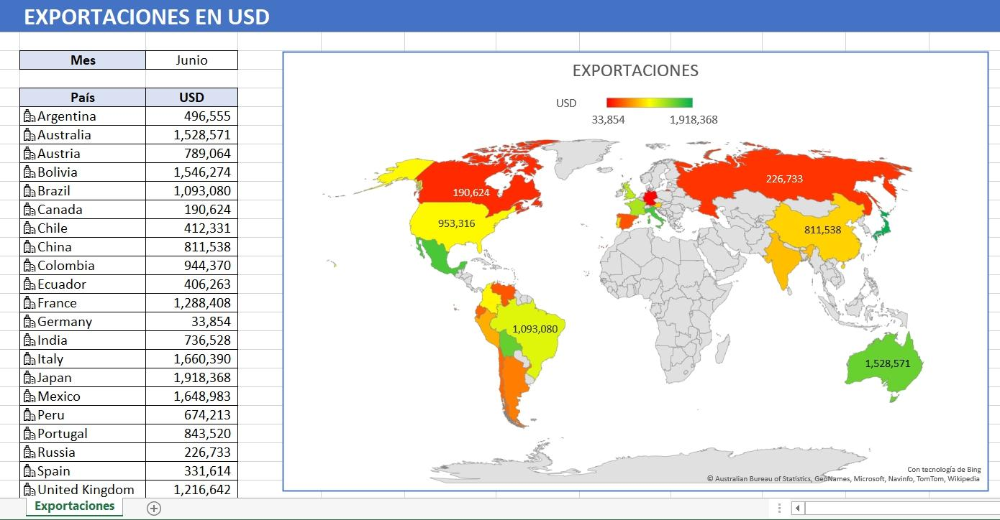 EXPORTACIONES EN USD
Mes Junio
País USD
Argentina 496,555
Australia 1,528,571
Austria 789,064
Bolivia 1,546,274
Brazil 1,093,080
Canada 190,624
Chile 412,331
China 811,538
Colombia 944,370
Ecuador 406,263
France 1,288,408
Germany 33,854
India 736,528
Italy 1,660,390
Japan 1,918,368
Mexico 1,648,983
Peru 674,213
Portugal 843,520
Russia 226,733
Spain 331,614
United Kingdom 1,216,642
EXPORTACIONES
USD
33,854 1,918,368
226,733
190,624
953,316
811,538
1,093,080
1,528,571
Con tecnología de Bing
© Australian Bureau of Statistics, GeoNames, Microsoft, Navinfo, TomTom, Wikipedia
Exportaciones